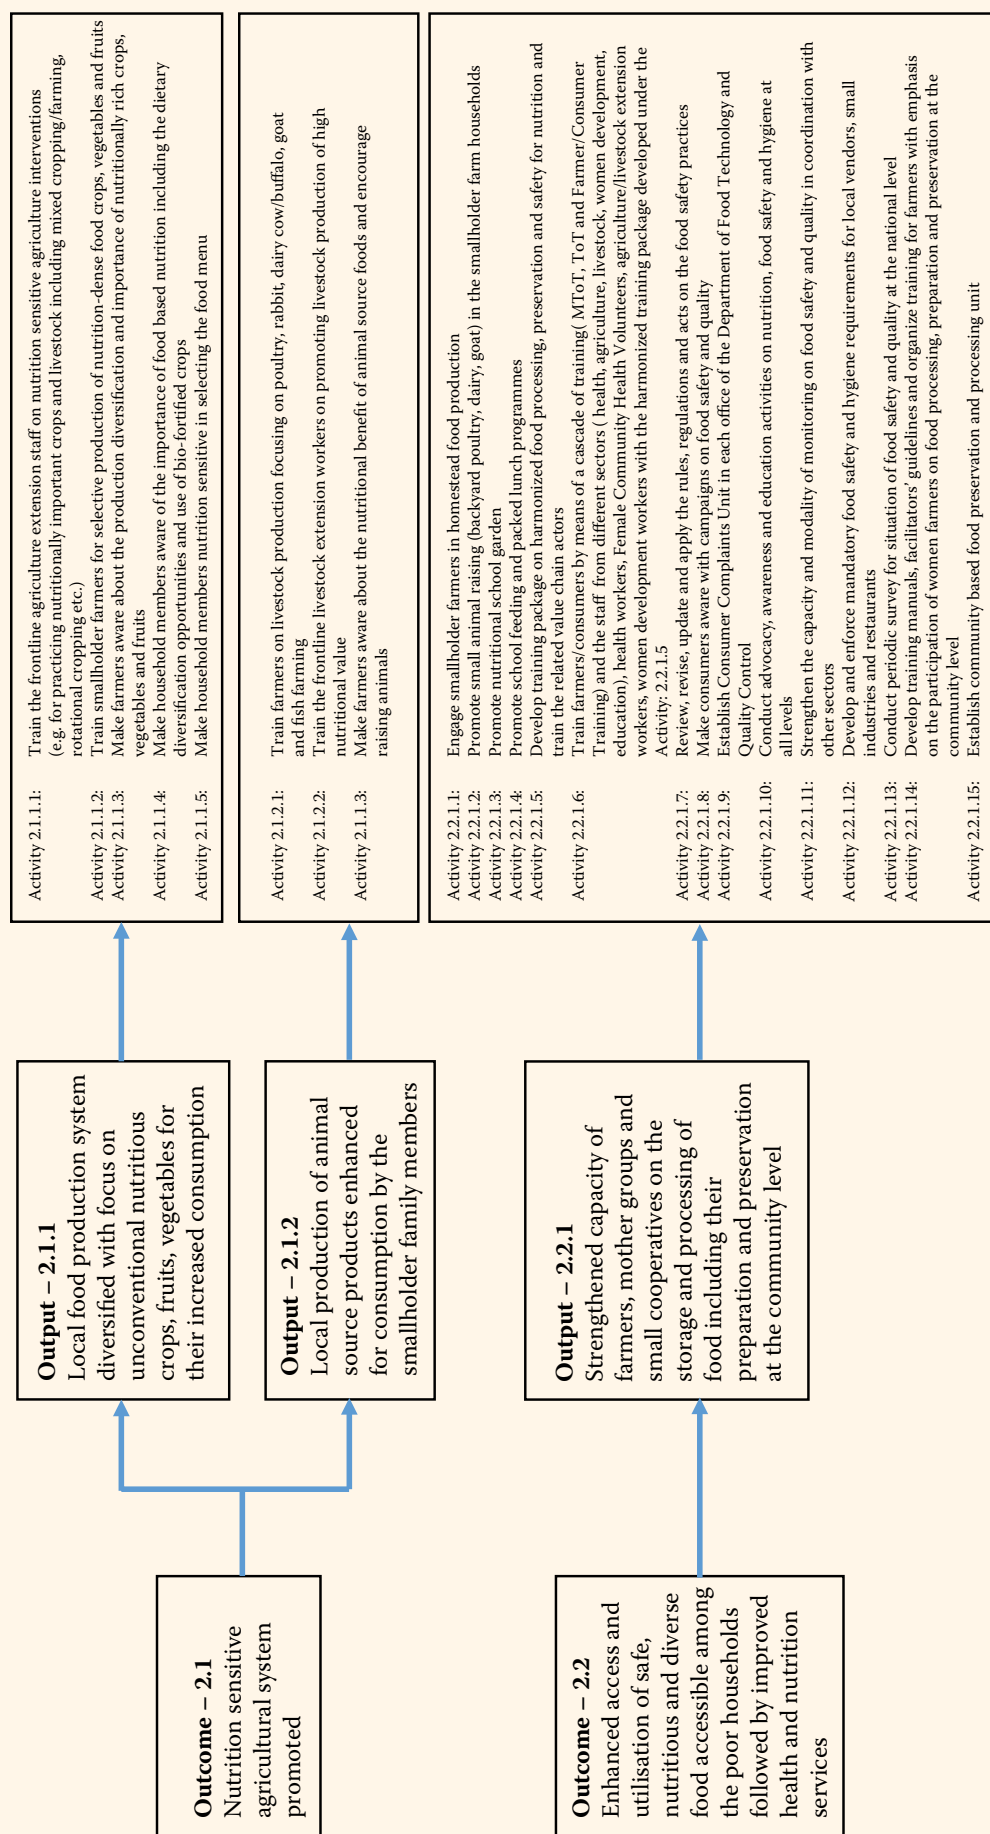 Outcome – 2.1
Nutrition sensitive
agricultural system
promoted
Outcome – 2.2
Enhanced access and
utilisation of safe,
nutritious and diverse
food accessible among
the poor households
followed by improved
health and nutrition
services
Output – 2.1.1
Local food production system
diversified with focus on
unconventional nutritious
crops, fruits, vegetables for
their increased consumption
Output – 2.1.2
Local production of animal
source products enhanced
for consumption by the
smallholder family members
Output – 2.2.1
Strengthened capacity of
farmers, mother groups and
small cooperatives on the
storage and processing of
food including their
preparation and preservation
at the community level
Activity 2.1.1.1: Train the frontline agriculture extension staff on nutrition sensitive agriculture interventions
(e.g. for practicing nutritionally important crops and livestock including mixed cropping/farming,
rotational cropping etc.)
Activity 2.1.1.2: Train smallholder farmers for selective production of nutrition-dense food crops, vegetables and fruits
Activity 2.1.1.3: Make farmers aware about the production diversification and importance of nutritionally rich crops,
vegetables and fruits
Activity 2.1.1.4: Make household members aware of the importance of food based nutrition including the dietary
diversification opportunities and use of bio-fortified crops
Activity 2.1.1.5: Make household members nutrition sensitive in selecting the food menu
Activity 2.1.2.1: Train farmers on livestock production focusing on poultry, rabbit, dairy cow/buffalo, goat
and fish farming
Activity 2.1.2.2: Train the frontline livestock extension workers on promoting livestock production of high
nutritional value
Activity 2.1.1.3: Make farmers aware about the nutritional benefit of animal source foods and encourage
raising animals
Activity 2.2.1.1: Engage smallholder farmers in homestead food production
Activity 2.2.1.2: Promote small animal raising (backyard poultry, dairy, goat) in the smallholder farm households
Activity 2.2.1.3: Promote nutritional school garden
Activity 2.2.1.4: Promote school feeding and packed lunch programmes
Activity 2.2.1.5: Develop training package on harmonized food processing, preservation and safety for nutrition and
train the related value chain actors
Activity 2.2.1.6: Train farmers/consumers by means of a cascade of training( MToT, ToT and Farmer/Consumer
Training) and the staff from different sectors ( health, agriculture, livestock, women development,
education), health workers, Female Community Health Volunteers, agriculture/livestock extension
workers, women development workers with the harmonized training package developed under the
Activity: 2.2.1.5
Activity 2.2.1.7: Review, revise, update and apply the rules, regulations and acts on the food safety practices
Activity 2.2.1.8: Make consumers aware with campaigns on food safety and quality
Activity 2.2.1.9: Establish Consumer Complaints Unit in each office of the Department of Food Technology and
Quality Control
Activity 2.2.1.10: Conduct advocacy, awareness and education activities on nutrition, food safety and hygiene at
all levels
Activity 2.2.1.11: Strengthen the capacity and modality of monitoring on food safety and quality in coordination with
other sectors
Activity 2.2.1.12: Develop and enforce mandatory food safety and hygiene requirements for local vendors, small
industries and restaurants
Activity 2.2.1.13: Conduct periodic survey for situation of food safety and quality at the national level
Activity 2.2.1.14: Develop training manuals, facilitators' guidelines and organize training for farmers with emphasis
on the participation of women farmers on food processing, preparation and preservation at the
community level
Activity 2.2.1.15: Establish community based food preservation and processing unit